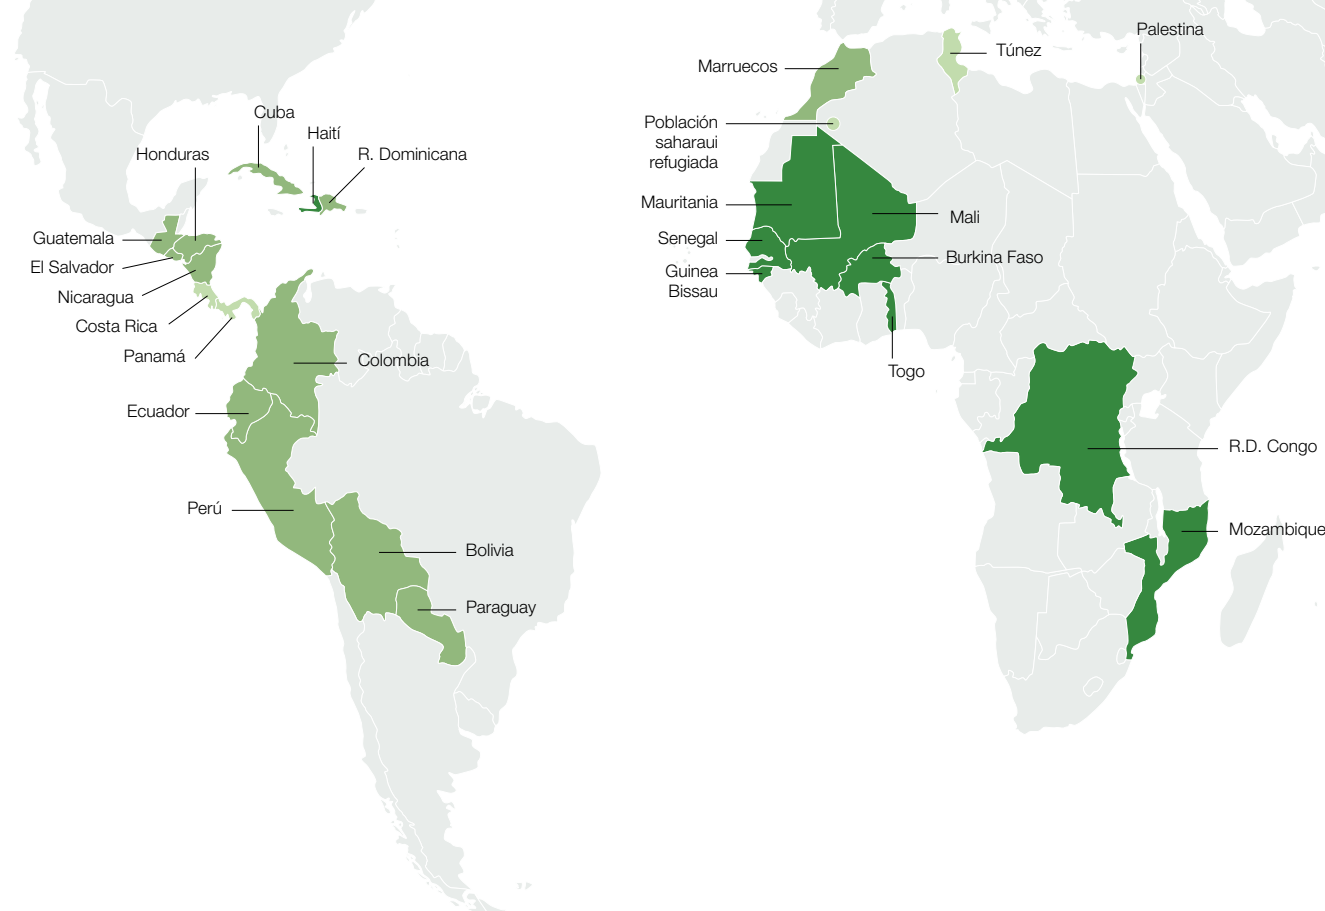 Cuba
Haití
Honduras
R. Dominicana
Guatemala
El Salvador
Nicaragua
Costa Rica
Panamá
Colombia
Ecuador
Perú
Bolivia
Paraguay
Palestina
Túnez
Marruecos
Población
saharaui
refugiada
Mauritania
Mali
Senegal
Burkina Faso
Guinea
Bissau
Togo
R.D. Congo
Mozambique